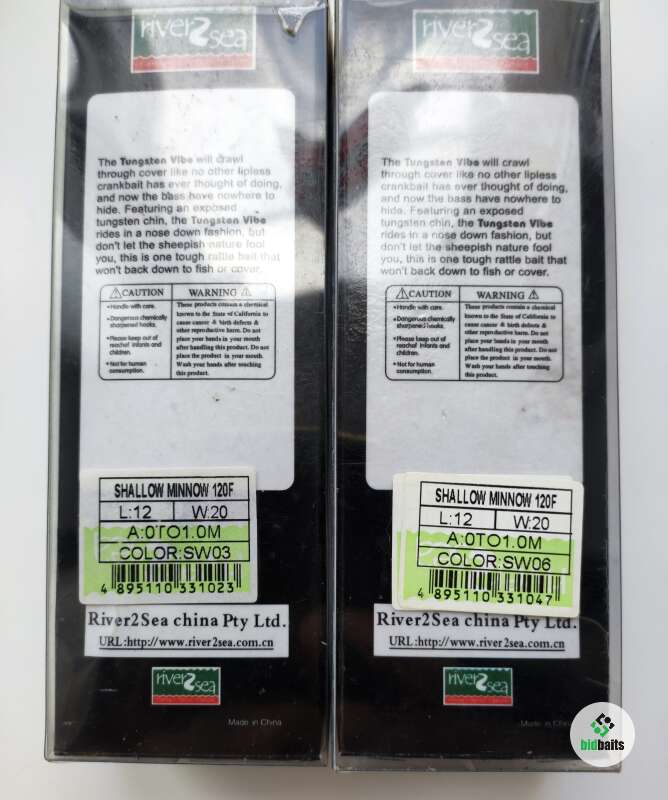 river2sea
The Tungsten Vibe will crawl
through cover like no other lipless
crankbait has ever thought of doing,
and now the bass have nowhere to
hide. Featuring an exposed
tungsten chin, the Tungsten Vibe
rides in a nose down fashion, but
don't let the sheepish nature fool
you, this is one tough rattle bait that
won't back down to fish or cover.
CAUTION
• Handle with care.
• Dangerous chemically
sharpened hooks.
• Please keep out of
reachof infants and
children.
• Not for human
consumption.
WARNING
These products contain a chemical
known to the State of California to
cause cancer & birth defects &
other reproductive harm. Do not
place your hands in your mouth
after handling this product. Do not
place the product in your mouth.
Wash your hands after touching
this product.
SHALLOW MINNOW 120F
L:12 W:20
A:0TO1.0M
COLOR:SW03
4 895110 331023
River2Sea china Pty Ltd.
URL:http://www.river2sea.com.cn
river2sea
Made in China
river2sea
The Tungsten Vibe will crawl
through cover like no other lipless
crankbait has ever thought of doing,
and now the bass have nowhere to
hide. Featuring an exposed
tungsten chin, the Tungsten Vibe
rides in a nose down fashion, but
don't let the sheepish nature fool
you, this is one tough rattle bait that
won't back down to fish or cover.
CAUTION
• Handle with care.
• Dangerous chemically
sharpened hooks.
• Please keep out of
reachof infants and
children.
• Not for human
consumption.
WARNING
These products contain a chemical
known to the State of California to
cause cancer & birth defects &
other reproductive harm. Do not
place your hands in your mouth
after handling this product. Do not
place the product in your mouth.
Wash your hands after touching
this product.
SHALLOW MINNOW 120F
L:12 W:20
A:0TO1.0M
COLOR:SW06
4 895110 331047
River2Sea china Pty Ltd.
URL:http://www.river2sea.com.cn
river2sea
Made in China
bidbaits